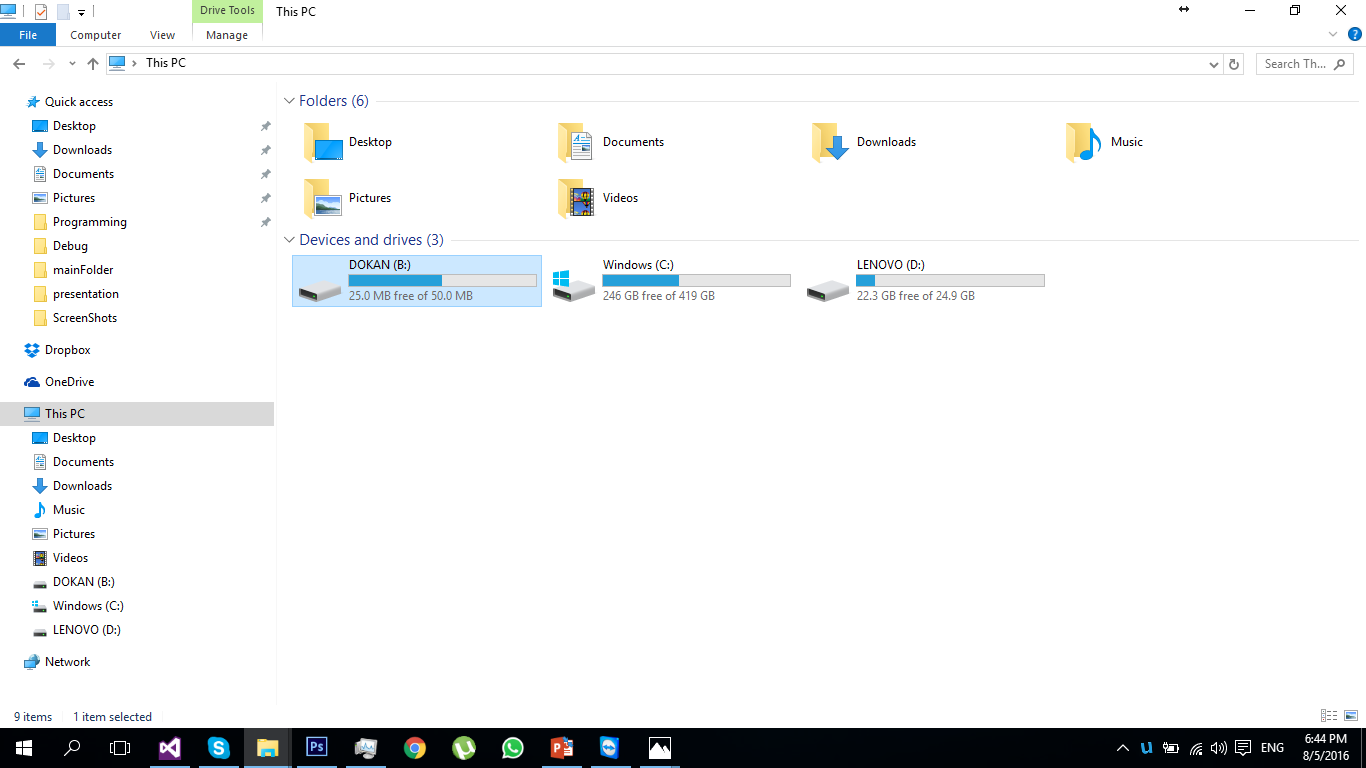 Drive Tools
This PC
File
Computer
View
Manage
This PC
Search Th...
Quick access
Desktop
Downloads
Documents
Pictures
Programming
Debug
mainFolder
presentation
ScreenShots
Dropbox
OneDrive
This PC
Desktop
Documents
Downloads
Music
Pictures
Videos
DOKAN (B:)
Windows (C:)
LENOVO (D:)
Network
Folders (6)
Desktop
Documents
Downloads
Music
Pictures
Videos
Devices and drives (3)
DOKAN (B:)
25.0 MB free of 50.0 MB
Windows (C:)
246 GB free of 419 GB
LENOVO (D:)
22.3 GB free of 24.9 GB
9 items
1 item selected
Ps
ENG
6:44 PM
8/5/2016